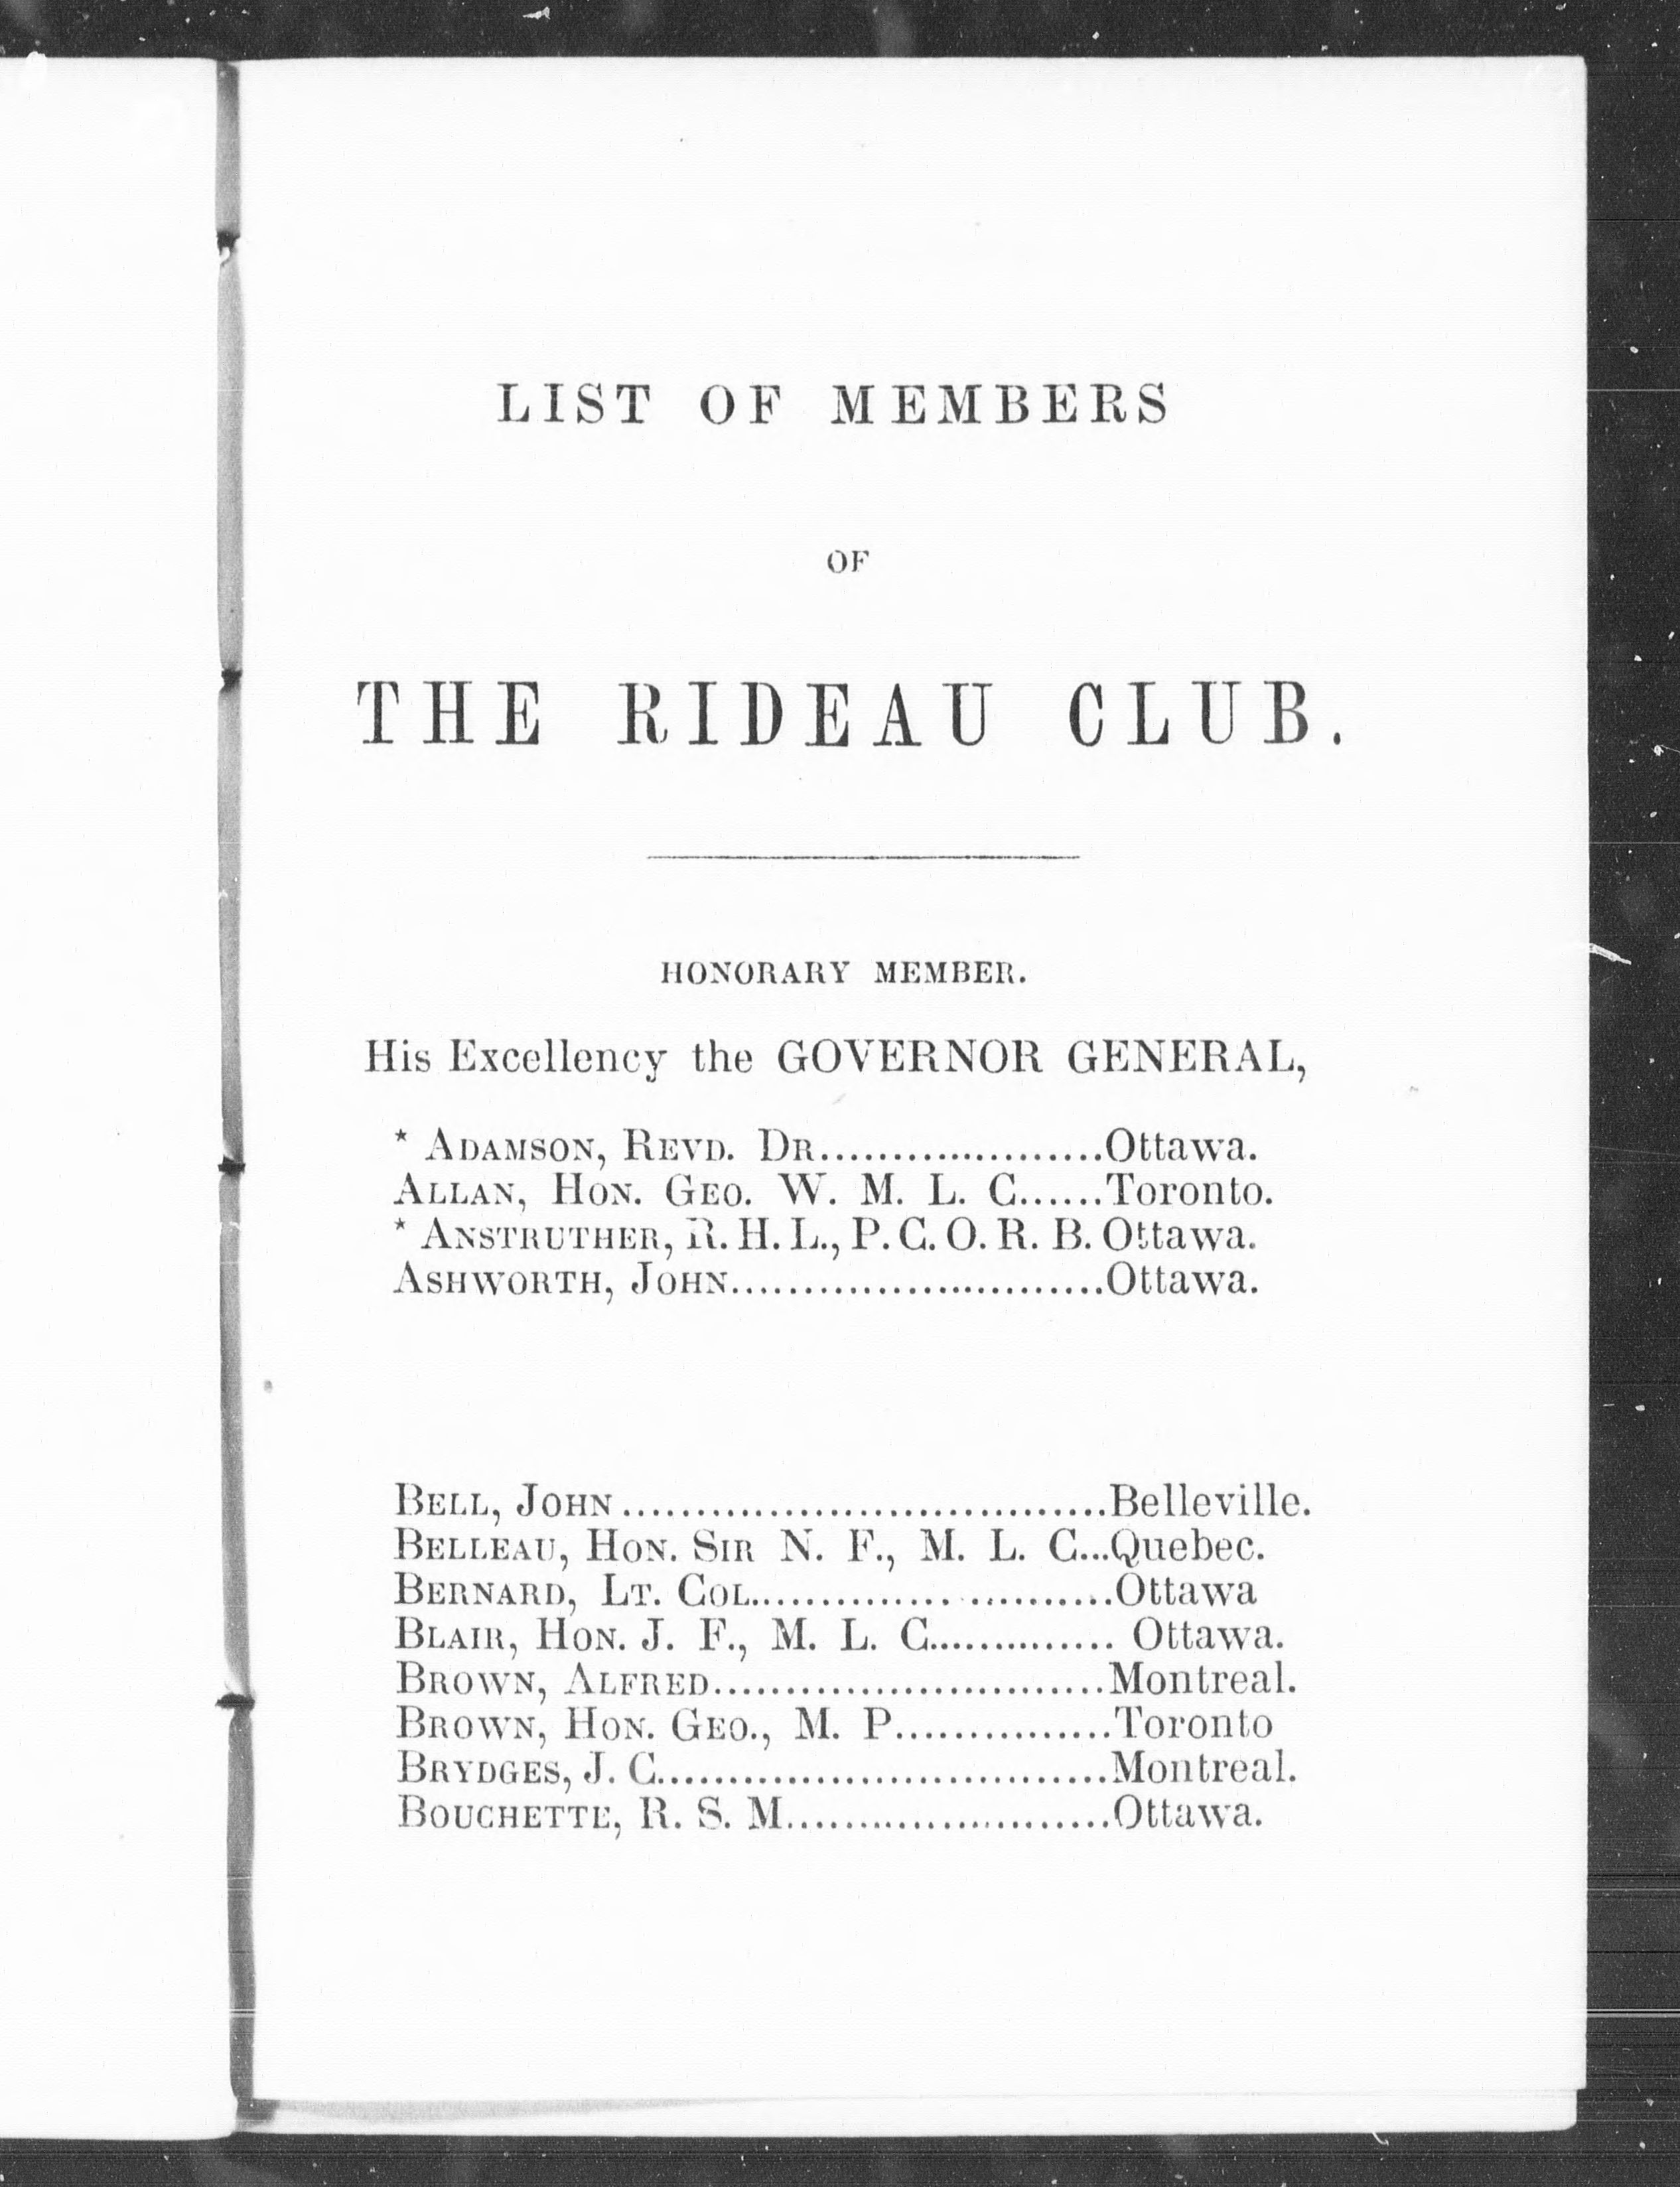 LIST OF MEMBERS
OF
THE RIDEAU CLUB.
HONORARY MEMBER.
His Excellency the GOVERNOR GENERAL,
* ADAMSON, REVD. DR....................Ottawa.
ALLAN, HON. GEO. W. M. L. C......Toronto.
* ANSTRUTHER, R. H. L., P. C. O. R. B. Ottawa.
ASHWORTH, JOHN..........................Ottawa.
BELL, JOHN..................................Belleville.
BELLEAU, HON. SIR N. F., M. L. C...Quebec.
BERNARD, LT. COL.........................Ottawa
BLAIR, HON. J. F., M. L. C............. Ottawa.
BROWN, ALFRED...........................Montreal.
BROWN, HON. GEO., M. P...............Toronto
BRYDGES, J. C...............................Montreal.
BOUCHETTE, R. S. M.......................Ottawa.